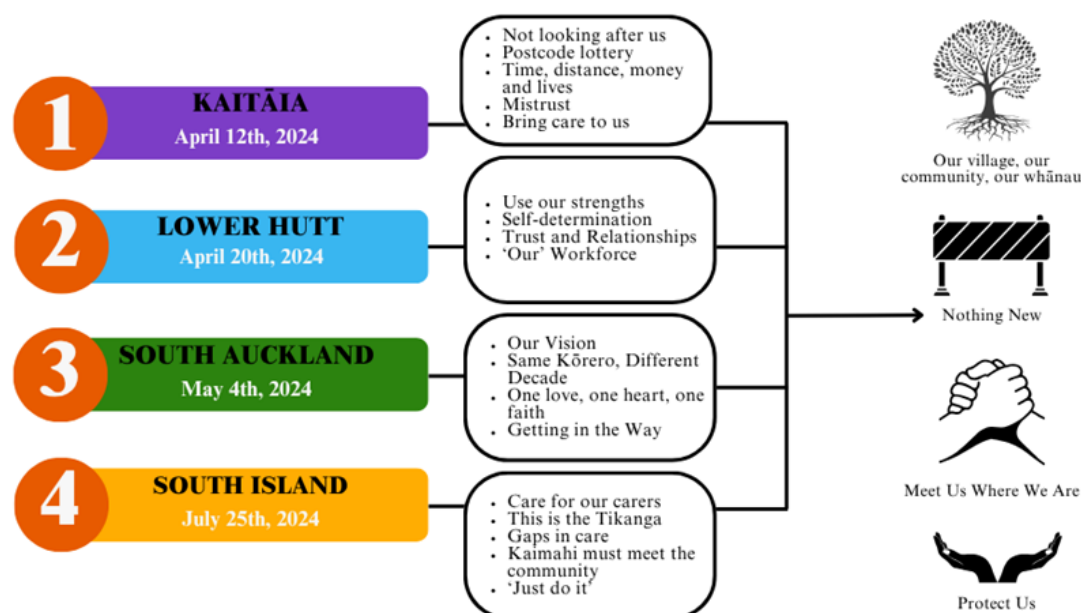 1
KAITĀIA
April 12th, 2024
• Not looking after us
• Postcode lottery
• Time, distance, money
and lives
• Mistrust
• Bring care to us
2
LOWER HUTT
April 20th, 2024
• Use our strengths
• Self-determination
• Trust and Relationships
• ‘Our’ Workforce
3
SOUTH AUCKLAND
May 4th, 2024
• Our Vision
• Same Kōrero, Different
Decade
• One love, one heart, one
faith
• Getting in the Way
4
SOUTH ISLAND
July 25th, 2024
• Care for our carers
• This is the Tikanga
• Gaps in care
• Kaimahi must meet the
community
• ‘Just do it’
Our village, our
community, our whānau
Nothing New
Meet Us Where We Are
Protect Us